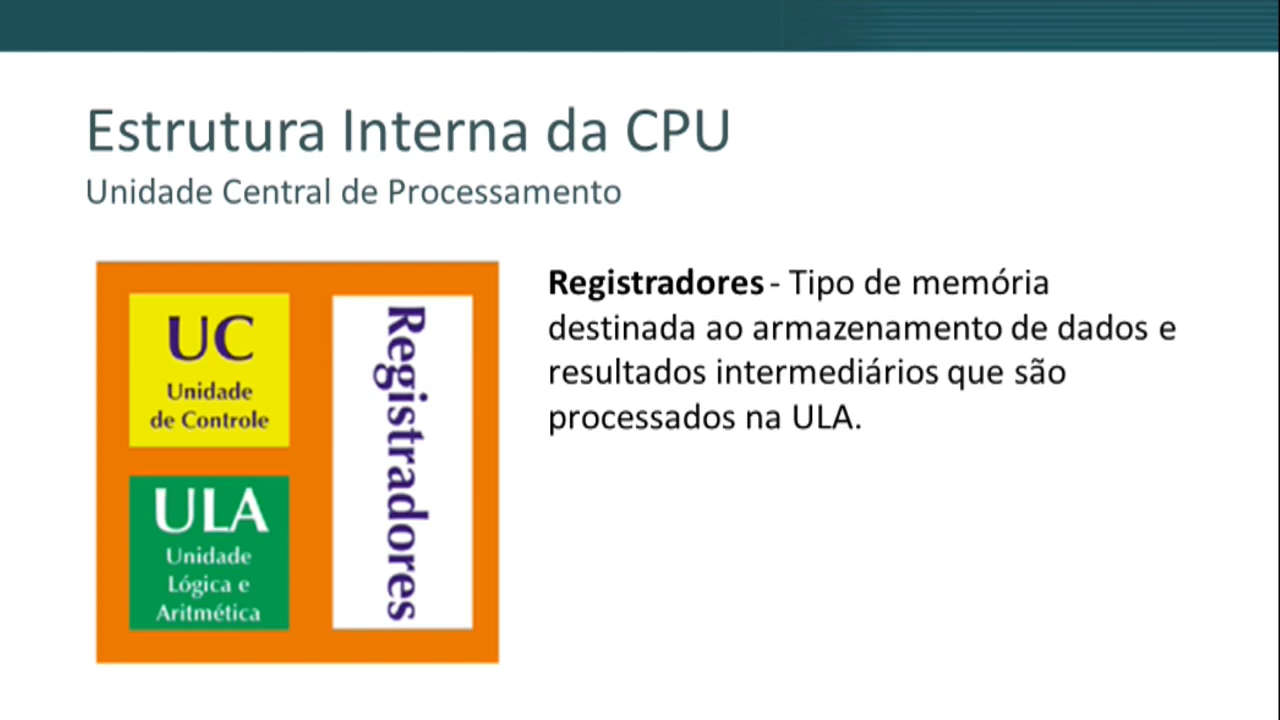 Estrutura Interna da CPU
Unidade Central de Processamento
UC
Unidade
de Controle
ULA
Unidade
Lógica e
Aritmética
Registradores
Registradores - Tipo de memória
destinada ao armazenamento de dados e
resultados intermediários que são
processados na ULA.